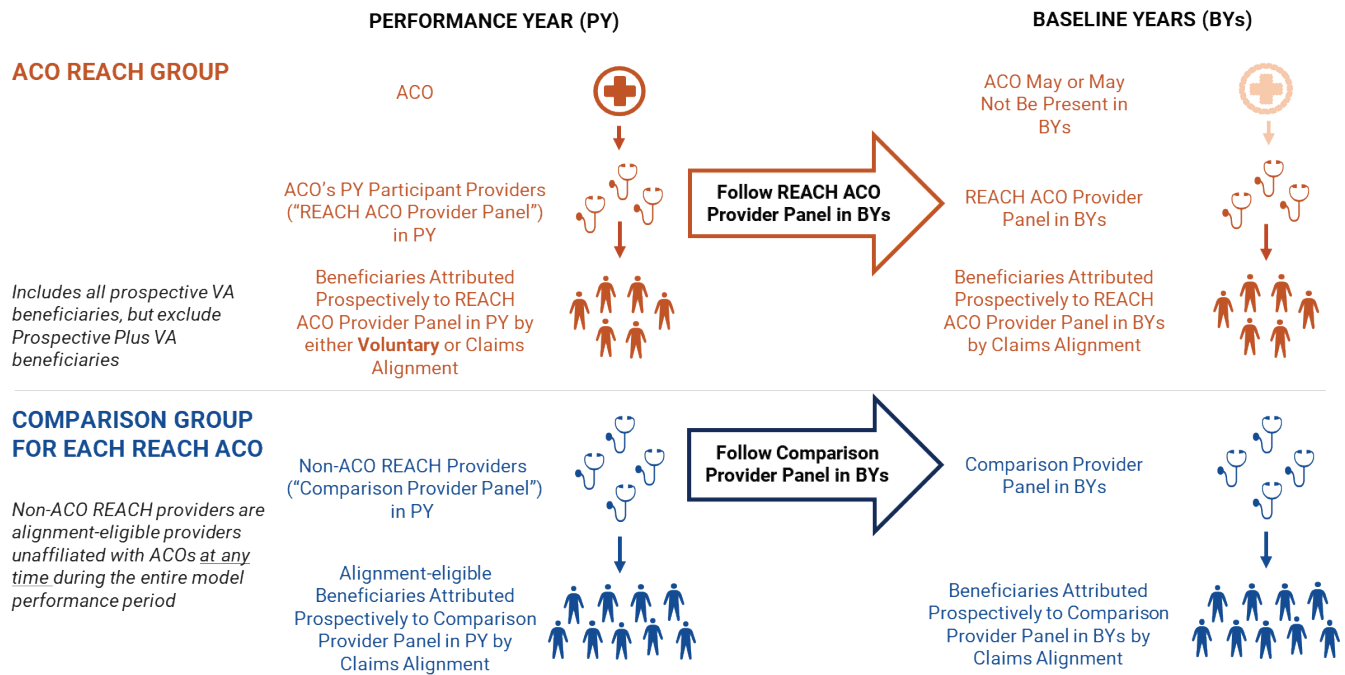 PERFORMANCE YEAR (PY)
BASELINE YEARS (BYs)
ACO REACH GROUP
ACO
ACO May or May
Not Be Present in
BYs
ACO's PY Participant Providers
(“REACH ACO Provider Panel”)
in PY
Follow REACH ACO
Provider Panel in BYs
REACH ACO Provider
Panel in BYs
Includes all prospective VA
beneficiaries, but exclude
Prospective Plus VA
beneficiaries
Beneficiaries Attributed
Prospectively to REACH
ACO Provider Panel in PY by
either Voluntary or Claims
Alignment
Beneficiaries Attributed
Prospectively to REACH
ACO Provider Panel in BYs
by Claims Alignment
COMPARISON GROUP
FOR EACH REACH ACO
Non-ACO REACH providers are
alignment-eligible providers
unaffiliated with ACOs at any
time during the entire model
performance period
Non-ACO REACH Providers
(“Comparison Provider Panel”)
in PY
Follow Comparison
Provider Panel in BYs
Comparison Provider
Panel in BYs
Alignment-eligible
Beneficiaries Attributed
Prospectively to Comparison
Provider Panel in PY by
Claims Alignment
Beneficiaries Attributed
Prospectively to Comparison
Provider Panel in BYs by
Claims Alignment